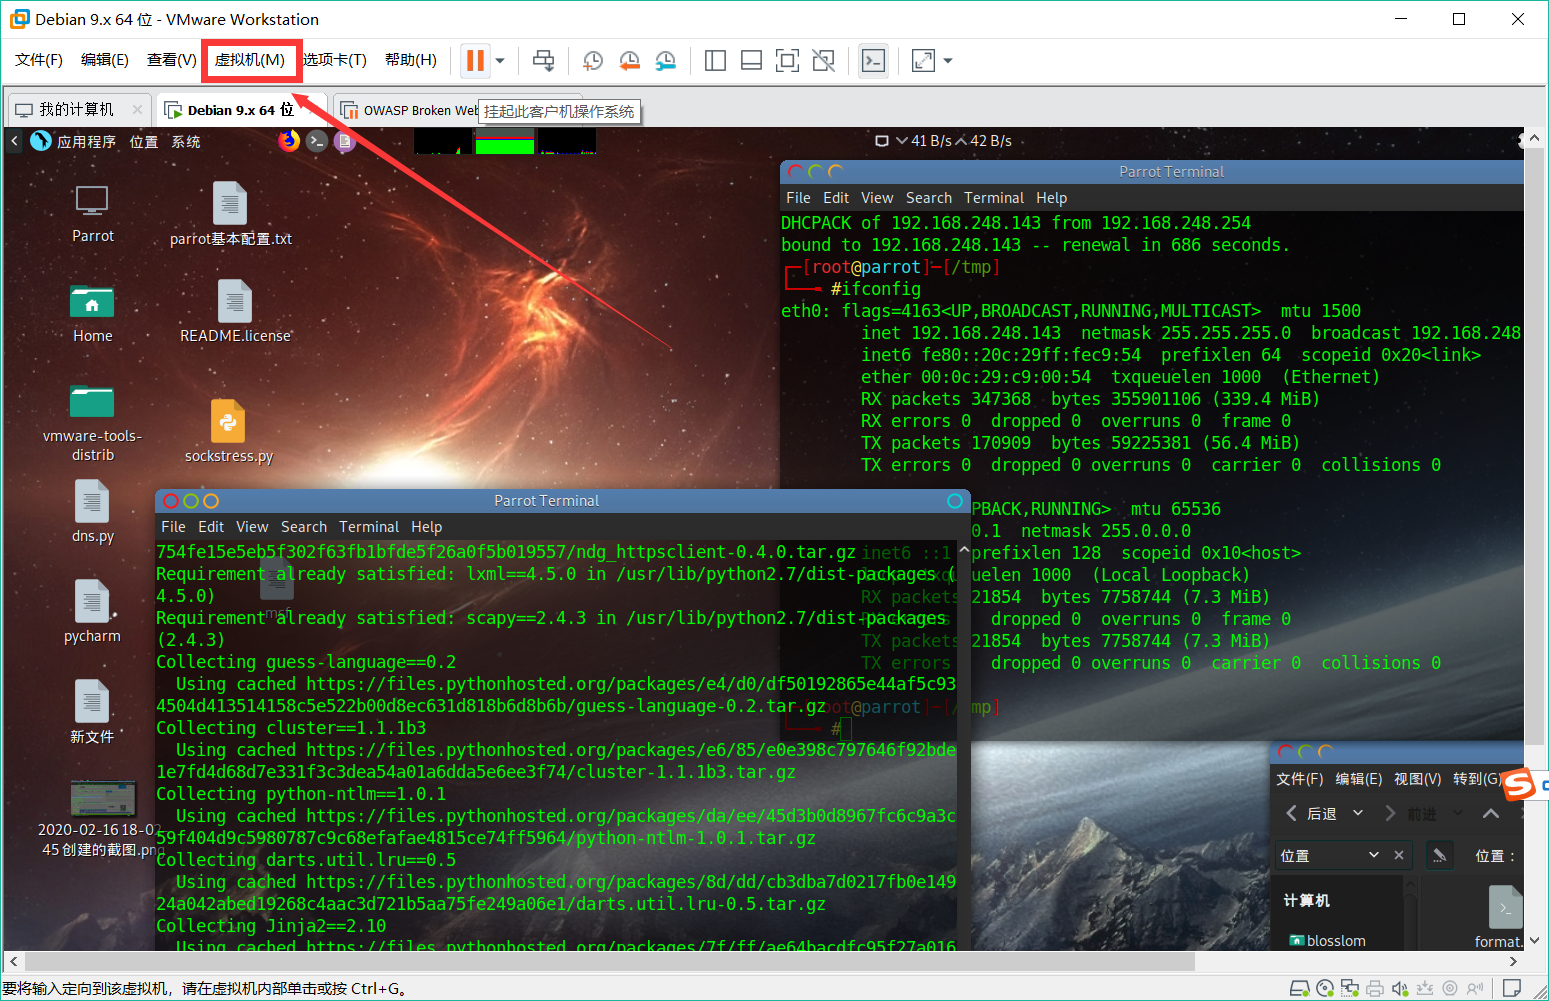 Debian 9.x 64 位 - VMware Workstation
文件(F) 编辑(E) 查看(V) 虚拟机(M) 选项卡(T) 帮助(H)
我的计算机 Debian 9.x 64 位 OWASP Broken Web
挂起此客户机操作系统
应用程序 位置 系统 41 B/s 42 B/s
Parrot
parrot基本配置.txt
Home
README.license
vmware-tools-
distrib
sockstress.py
dns.py
msf
pycharm
新文件
2020-02-16 18-02-
45 创建的截图.png
Parrot Terminal
File Edit View Search Terminal Help
DHCPACK of 192.168.248.143 from 192.168.248.254
bound to 192.168.248.143 -- renewal in 686 seconds.
[root@parrot]-[/tmp]
#ifconfig
eth0: flags=4163<UP,BROADCAST,RUNNING,MULTICAST>  mtu 1500
inet 192.168.248.143  netmask 255.255.255.0  broadcast 192.168.248
inet6 fe80::20c:29ff:fec9:54  prefixlen 64  scopeid 0x20<link>
ether 00:0c:29:c9:00:54  txqueuelen 1000  (Ethernet)
RX packets 347368  bytes 355901106 (339.4 MiB)
RX errors 0  dropped 0  overruns 0  frame 0
TX packets 170909  bytes 59225381 (56.4 MiB)
TX errors 0  dropped 0 overruns 0  carrier 0  collisions 0
PBACK,RUNNING>  mtu 65536
0.1  netmask 255.0.0.0
inet6 ::1  prefixlen 128  scopeid 0x10<host>
queuelen 1000  (Local Loopback)
RX packets 21854  bytes 7758744 (7.3 MiB)
dropped 0  overruns 0  frame 0
TX packets 21854  bytes 7758744 (7.3 MiB)
TX errors  dropped 0 overruns 0  carrier 0  collisions 0
oot@parrot]-[/tmp]
#
Parrot Terminal
File Edit View Search Terminal Help
754fe15e5eb5f302f63fb1bfde5f26a0f5b019557/ndg_httpsclient-0.4.0.tar.gz
Requirement already satisfied: lxml==4.5.0 in /usr/lib/python2.7/dist-packages (
4.5.0)
Requirement already satisfied: scapy==2.4.3 in /usr/lib/python2.7/dist-packages
(2.4.3)
Collecting guess-language==0.2
Using cached https://files.pythonhosted.org/packages/e4/d0/df50192865e44af5c93
4504d413514158c5e522b00d8ec631d818b6d8b6b/guess-language-0.2.tar.gz
Collecting cluster==1.1.1b3
Using cached https://files.pythonhosted.org/packages/e6/85/e0e398c797646f92bde
1e7fd4d68d7e331f3c3dea54a01a6dda5e6ee3f74/cluster-1.1.1b3.tar.gz
Collecting python-ntlm==1.0.1
Using cached https://files.pythonhosted.org/packages/da/ee/45d3b0d8967fc6c9a3c
59f404d9c5980787c9c68efafae4815ce74ff5964/python-ntlm-1.0.1.tar.gz
Collecting darts.util.lru==0.5
Using cached https://files.pythonhosted.org/packages/8d/dd/cb3dba7d0217fb0e149
24a042abed19268c4aac3d721b5aa75fe249a06e1/darts.util.lru-0.5.tar.gz
Collecting Jinja2==2.10
Using cached https://files.pythonhosted.org/packages/7f/ff/ae64bacdfc95f27a016
文件(F) 编辑(E) 视图(V) 转到(G)
后退 前进
位置 位置：
计算机
blosslom
format.
要将输入定向到该虚拟机，请在虚拟机内部单击或按 Ctrl+G。